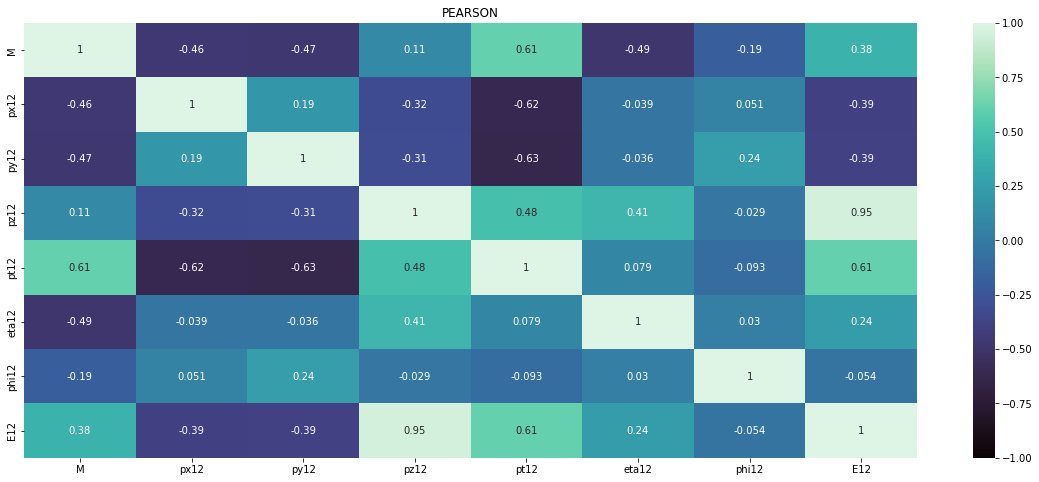 PEARSON
M 1 -0.46 -0.47 0.11 0.61 -0.49 -0.19 0.38
px12 -0.46 1 0.19 -0.32 -0.62 -0.039 0.051 -0.39
py12 -0.47 0.19 1 -0.31 -0.63 -0.036 0.24 -0.39
pz12 0.11 -0.32 -0.31 1 0.48 0.41 -0.029 0.95
pt12 0.61 -0.62 -0.63 0.48 1 0.079 -0.093 0.61
eta12 -0.49 -0.039 -0.036 0.41 0.079 1 0.03 0.24
phi12 -0.19 0.051 0.24 -0.029 -0.093 0.03 1 -0.054
E12 0.38 -0.39 -0.39 0.95 0.61 0.24 -0.054 1
M px12 py12 pz12 pt12 eta12 phi12 E12
1.00
0.75
0.50
0.25
0.00
−0.25
−0.50
−0.75
−1.00